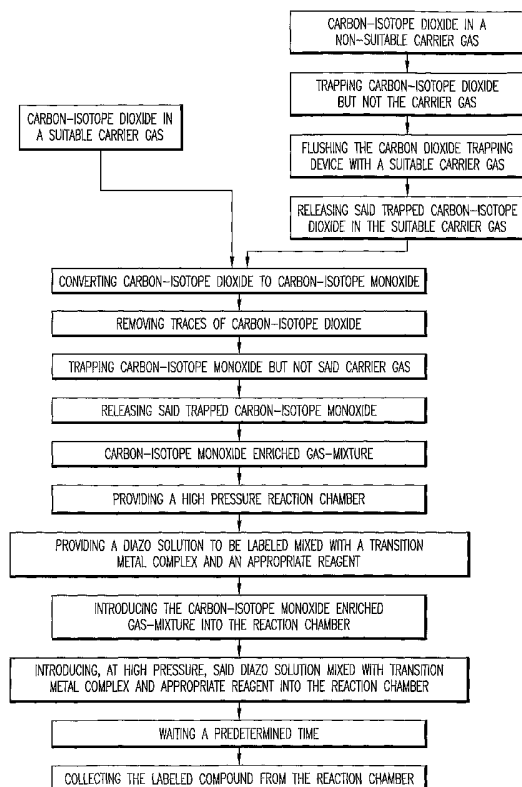 CARBON-ISOTOPE DIOXIDE IN A
NON-SUITABLE CARRIER GAS
TRAPPING CARBON-ISOTOPE DIOXIDE
BUT NOT THE CARRIER GAS
CARBON-ISOTOPE DIOXIDE IN
A SUITABLE CARRIER GAS
FLUSHING THE CARBON DIOXIDE TRAPPING
DEVICE WITH A SUITABLE CARRIER GAS
RELEASING SAID TRAPPED CARBON-ISOTOPE
DIOXIDE IN THE SUITABLE CARRIER GAS
CONVERTING CARBON-ISOTOPE DIOXIDE TO CARBON-ISOTOPE MONOXIDE
REMOVING TRACES OF CARBON-ISOTOPE DIOXIDE
TRAPPING CARBON-ISOTOPE MONOXIDE BUT NOT SAID CARRIER GAS
RELEASING SAID TRAPPED CARBON-ISOTOPE MONOXIDE
CARBON-ISOTOPE MONOXIDE ENRICHED GAS-MIXTURE
PROVIDING A HIGH PRESSURE REACTION CHAMBER
PROVIDING A DIAZO SOLUTION TO BE LABELED MIXED WITH A TRANSITION
METAL COMPLEX AND AN APPROPRIATE REAGENT
INTRODUCING THE CARBON-ISOTOPE MONOXIDE ENRICHED
GAS-MIXTURE INTO THE REACTION CHAMBER
INTRODUCING, AT HIGH PRESSURE, SAID DIAZO SOLUTION MIXED WITH TRANSITION
METAL COMPLEX AND APPROPRIATE REAGENT INTO THE REACTION CHAMBER
WAITING A PREDETERMINED TIME
COLLECTING THE LABELED COMPOUND FROM THE REACTION CHAMBER